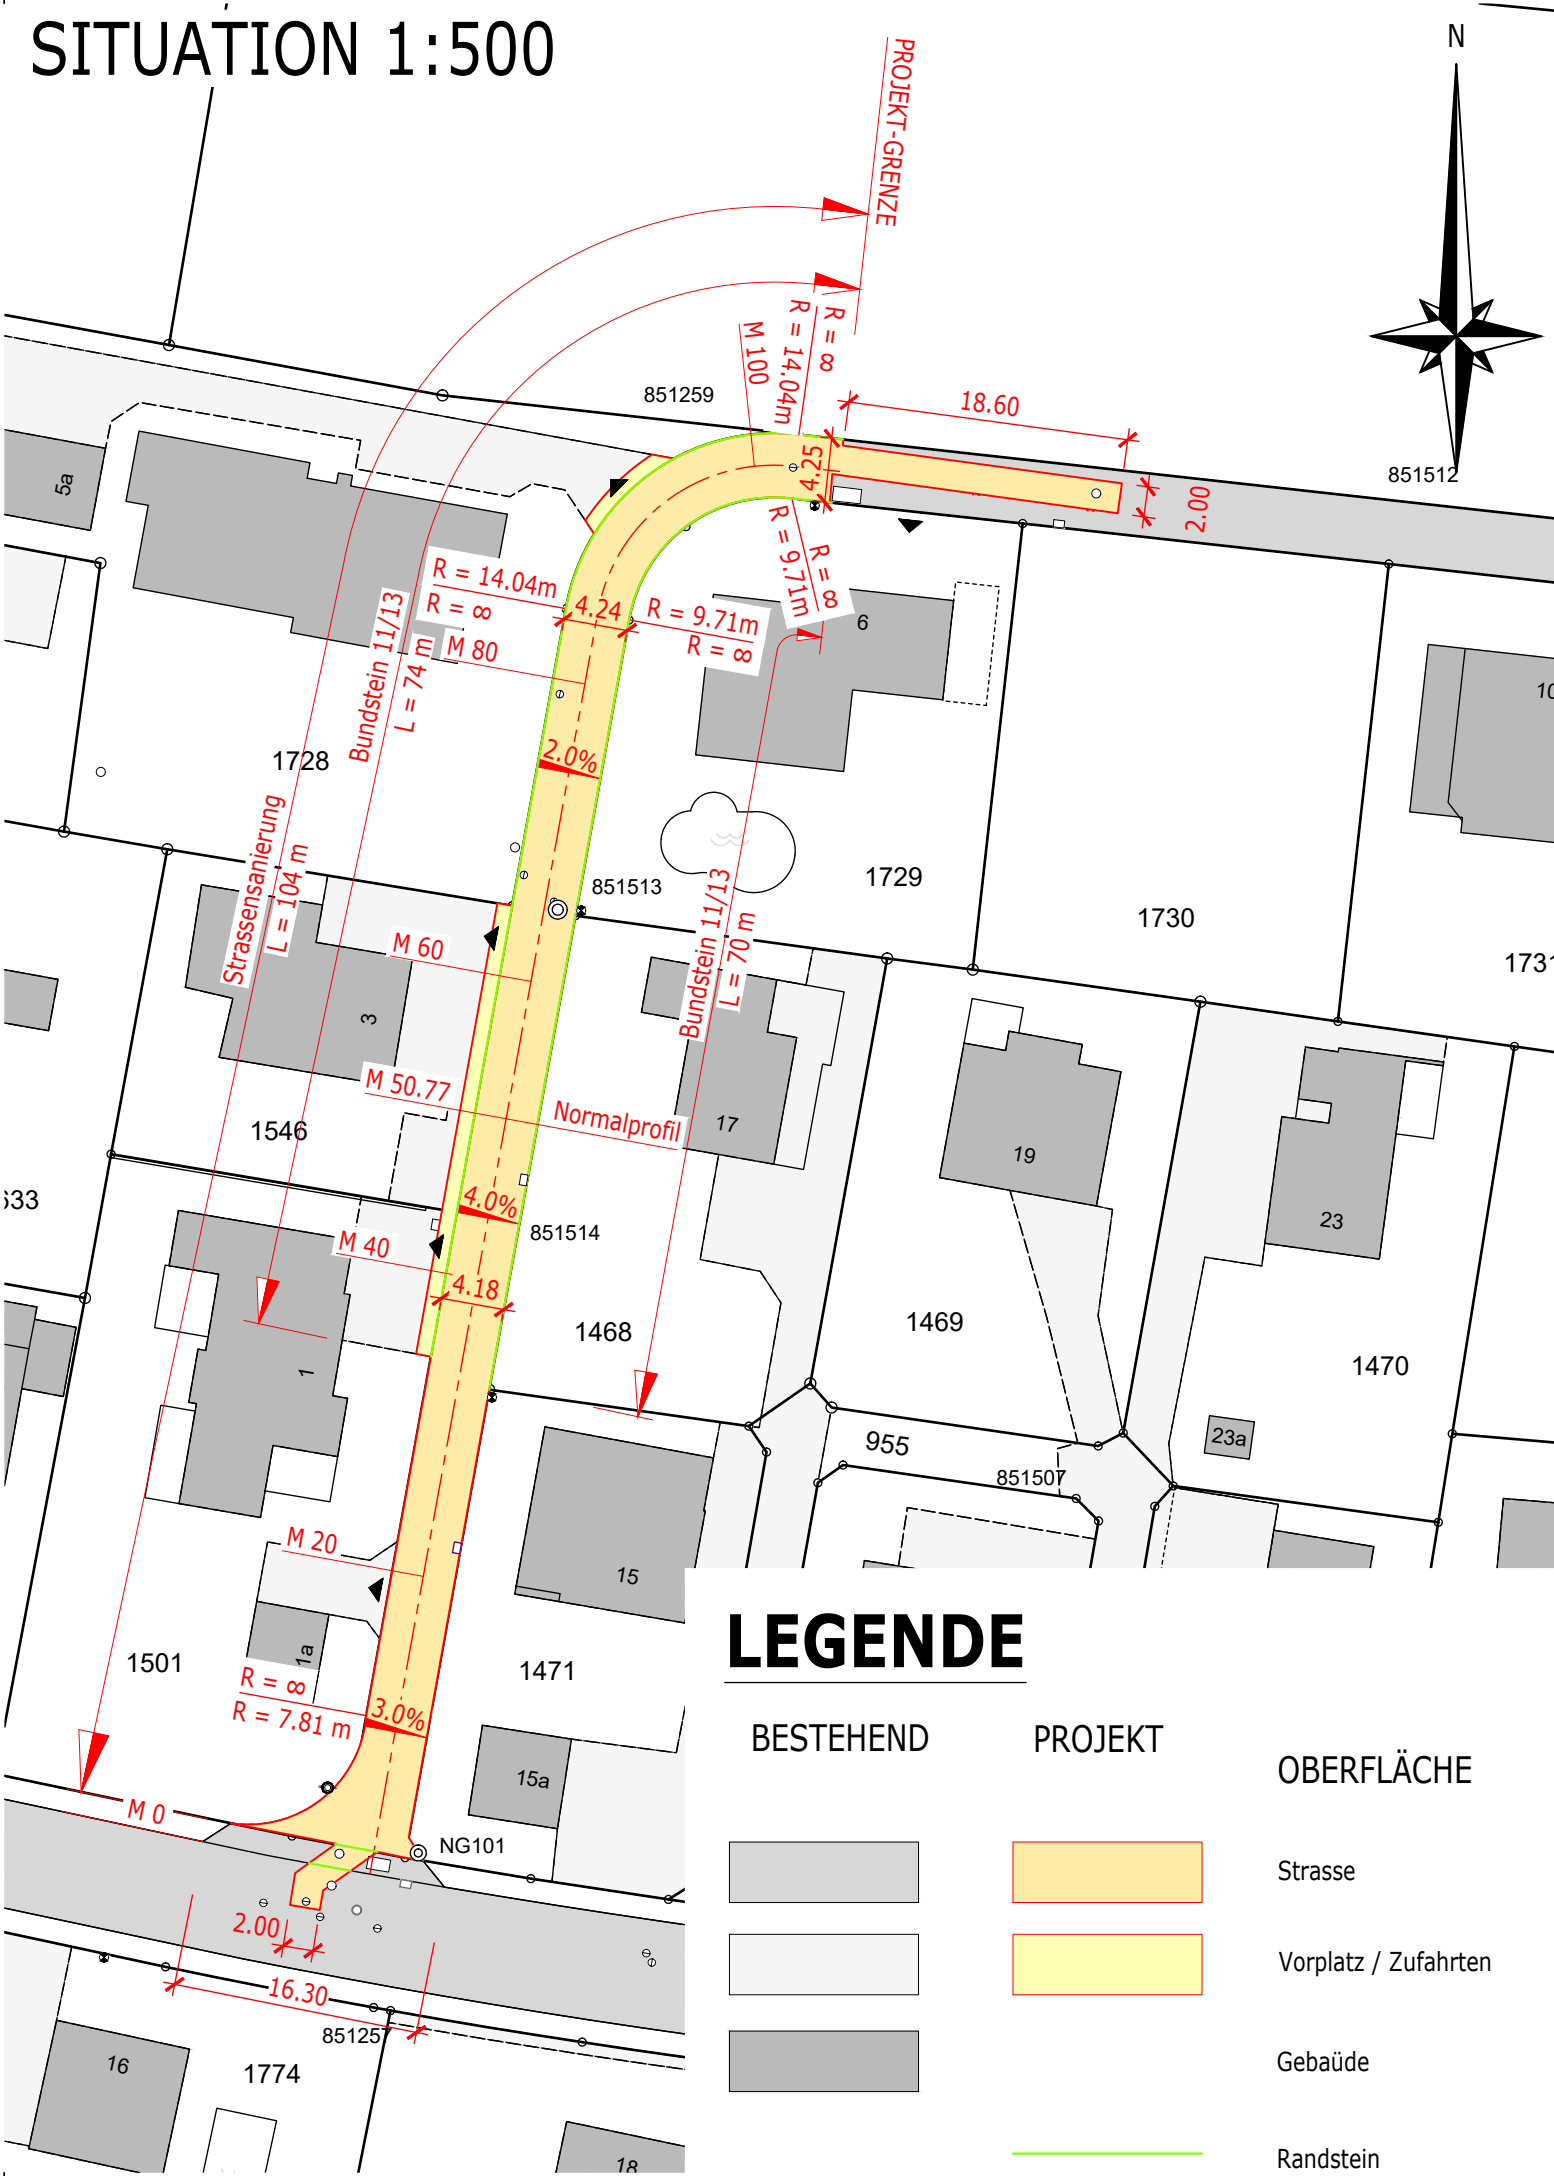 SITUATION 1:500
N
PROJEKT-GRENZE
R = ∞
R = 14.04m
M 100
851259
18.60
4.25
851512
2.00
5a
R = 14.04m
R = ∞
4.24
R = 9.71m
R = ∞
R = ∞
R = 9.71m
6
M 80
Bundstein 11/13
L = 74 m
2.0%
1728
10
Strassensanierung
L = 104 m
851513
1729
1730
1731
M 60
Bundstein 11/13
L = 70 m
3
M 50.77
Normalprofil
17
1546
19
23
633
4.0%
851514
M 40
4.18
1468
1469
1470
1
955
23a
851507
M 20
15
1501
1a
1471
R = ∞
R = 7.81 m
3.0%
15a
M 0
NG101
2.00
16.30
851257
16
1774
18
LEGENDE
BESTEHEND
PROJEKT
OBERFLÄCHE
Strasse
Vorplatz / Zufahrten
Gebaüde
Randstein